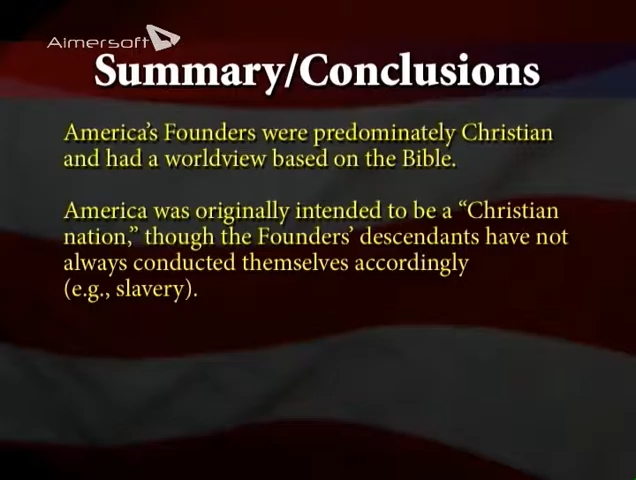 Aimersoft
Summary/Conclusions
America's Founders were predominately Christian
and had a worldview based on the Bible.
America was originally intended to be a “Christian
nation,” though the Founders’ descendants have not
always conducted themselves accordingly
(e.g., slavery).